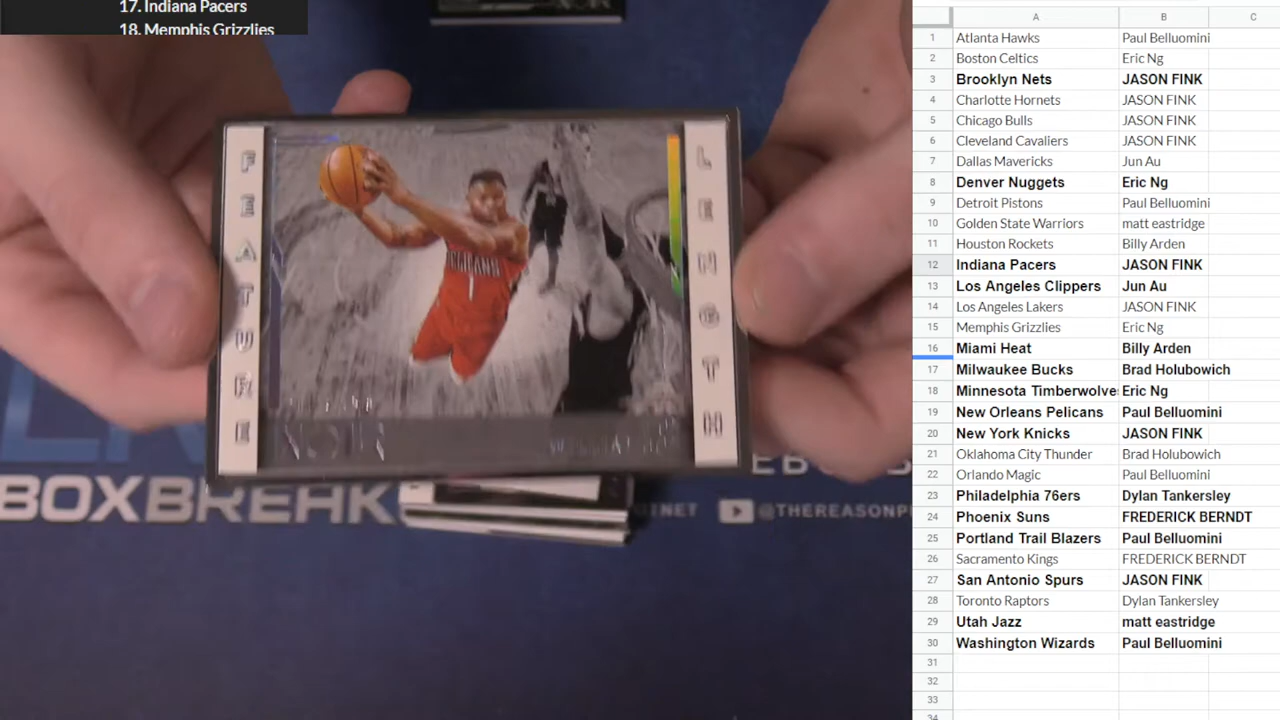 17. Indiana Pacers
18. Memphis Grizzlies
NOIR
FEATURE
LENGTH
PELICANS
1
NOIR
BOXBREAK
@THEREASONP
A B C
1 Atlanta Hawks Paul Belluomini
2 Boston Celtics Eric Ng
3 Brooklyn Nets JASON FINK
4 Charlotte Hornets JASON FINK
5 Chicago Bulls JASON FINK
6 Cleveland Cavaliers JASON FINK
7 Dallas Mavericks Jun Au
8 Denver Nuggets Eric Ng
9 Detroit Pistons Paul Belluomini
10 Golden State Warriors matt eastridge
11 Houston Rockets Billy Arden
12 Indiana Pacers JASON FINK
13 Los Angeles Clippers Jun Au
14 Los Angeles Lakers JASON FINK
15 Memphis Grizzlies Eric Ng
16 Miami Heat Billy Arden
17 Milwaukee Bucks Brad Holubowich
18 Minnesota Timberwolve Eric Ng
19 New Orleans Pelicans Paul Belluomini
20 New York Knicks JASON FINK
21 Oklahoma City Thunder Brad Holubowich
22 Orlando Magic Paul Belluomini
23 Philadelphia 76ers Dylan Tankersley
24 Phoenix Suns FREDERICK BERNDT
25 Portland Trail Blazers Paul Belluomini
26 Sacramento Kings FREDERICK BERNDT
27 San Antonio Spurs JASON FINK
28 Toronto Raptors Dylan Tankersley
29 Utah Jazz matt eastridge
30 Washington Wizards Paul Belluomini
31
32
33
34